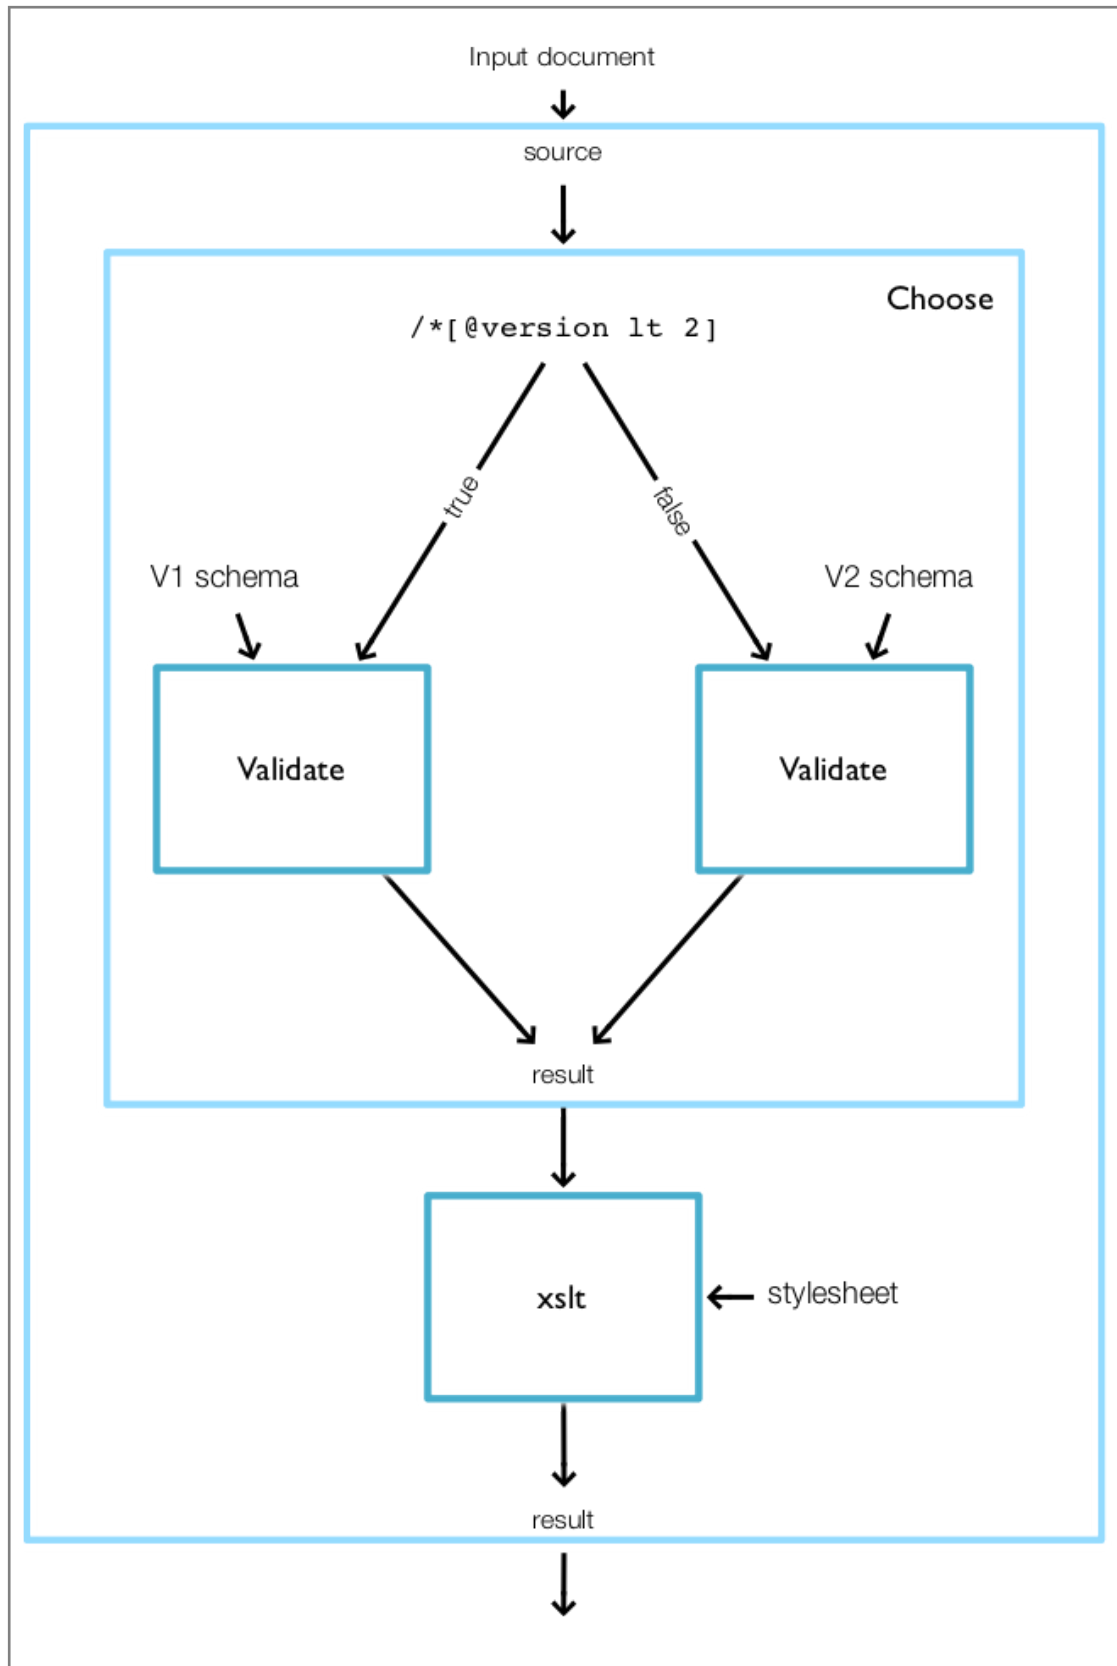 Input document
source
Choose
/*[@version lt 2]
true
false
V1 schema
V2 schema
Validate
Validate
result
xslt
stylesheet
result